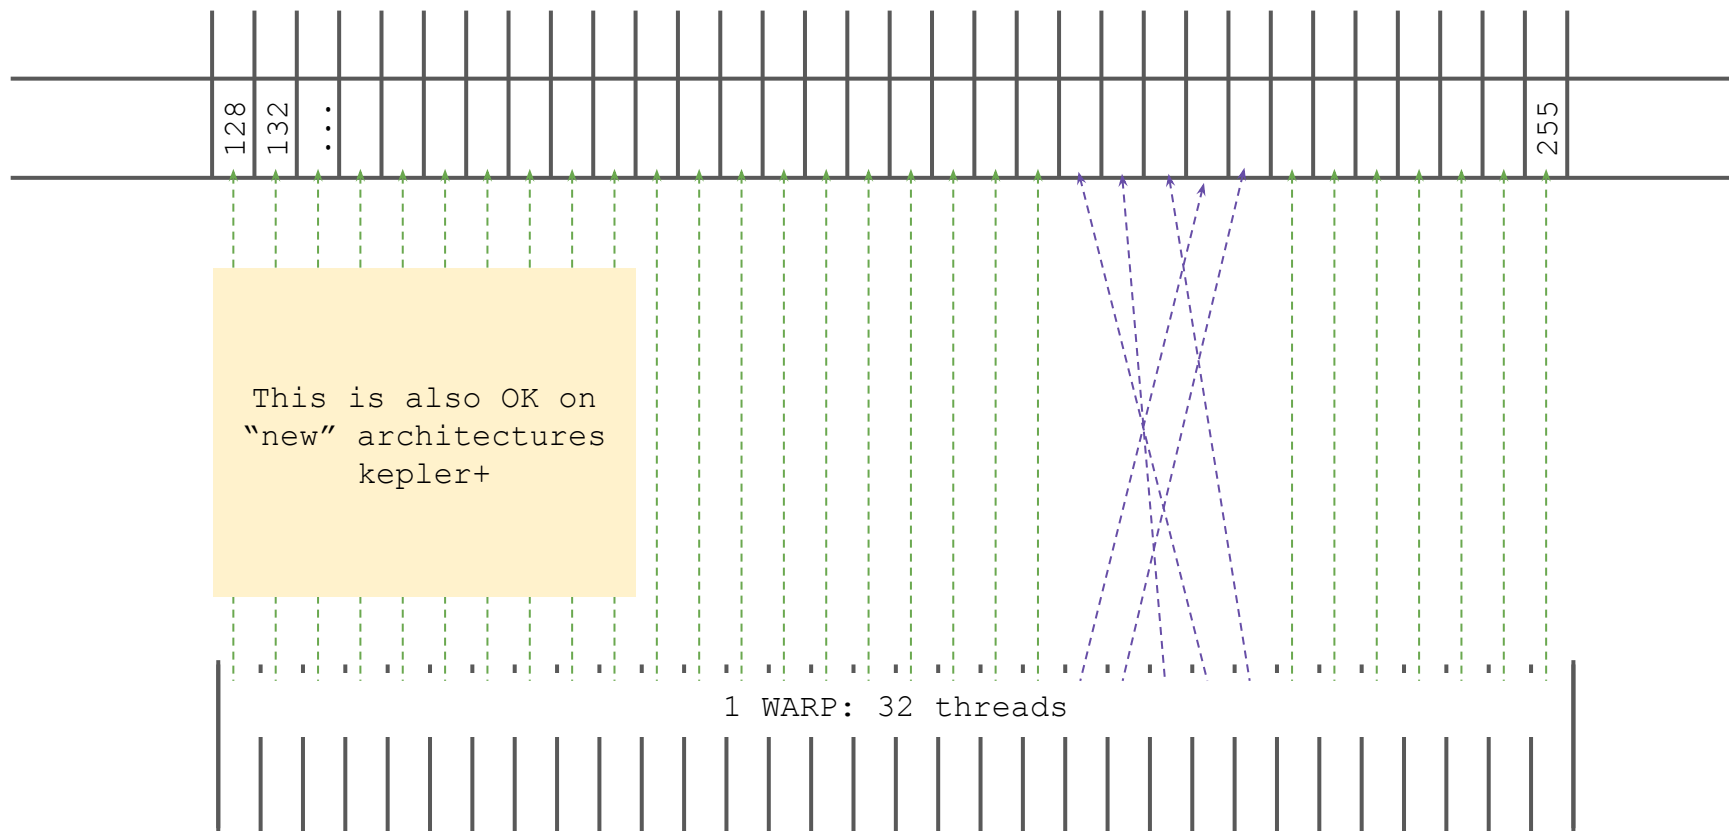 128
132
...
255
This is also OK on
“new” architectures
kepler+
1 WARP: 32 threads